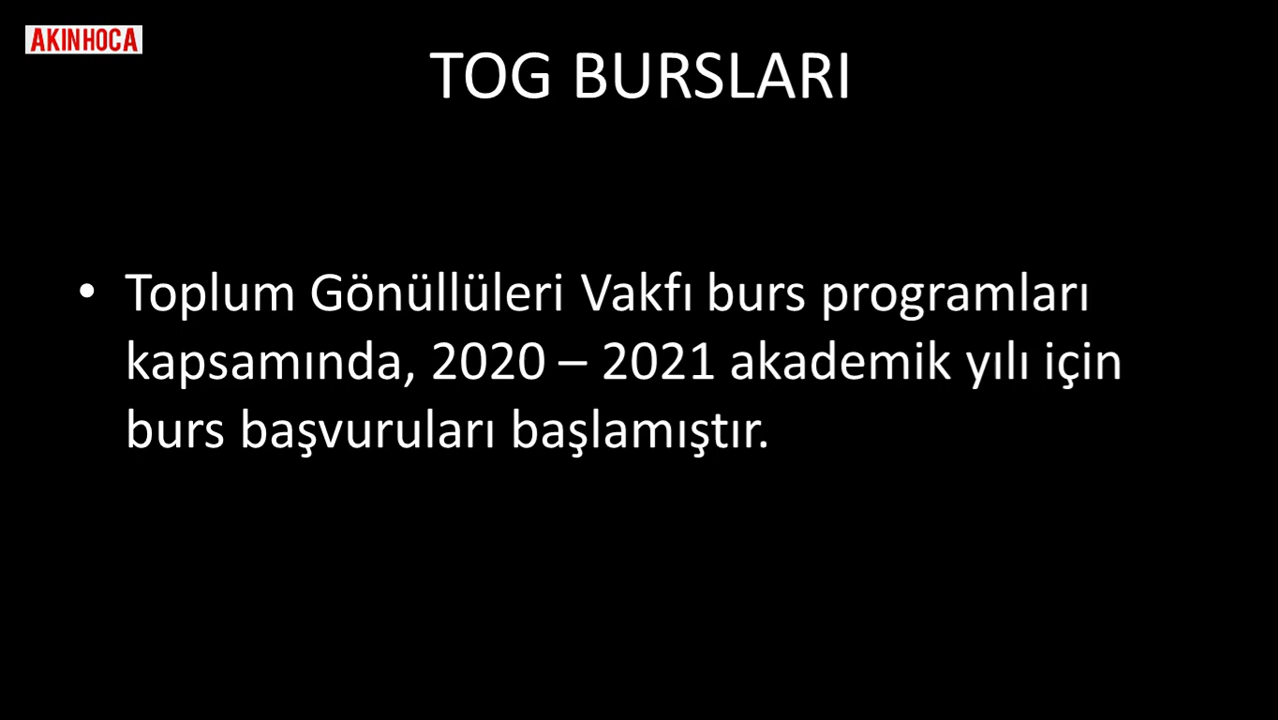 AKINHOCA
TOG BURSLARI
• Toplum Gönüllüleri Vakfı burs programları
kapsamında, 2020 – 2021 akademik yılı için
burs başvuruları başlamıştır.